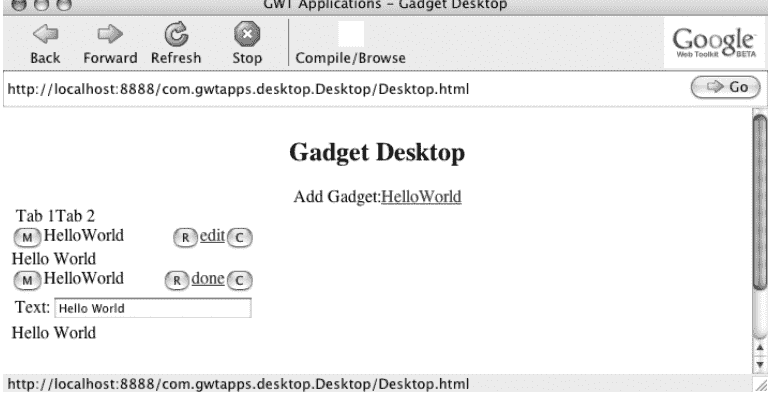 GWT Applications – Gadget Desktop
Back Forward Refresh Stop Compile/Browse
Google
Web Toolkit BETA
http://localhost:8888/com.gwtapps.desktop.Desktop/Desktop.html Go
Gadget Desktop
Add Gadget:HelloWorld
Tab 1Tab 2
M HelloWorld R edit C
Hello World
M HelloWorld R done C
Text: Hello World
Hello World
http://localhost:8888/com.gwtapps.desktop.Desktop/Desktop.html